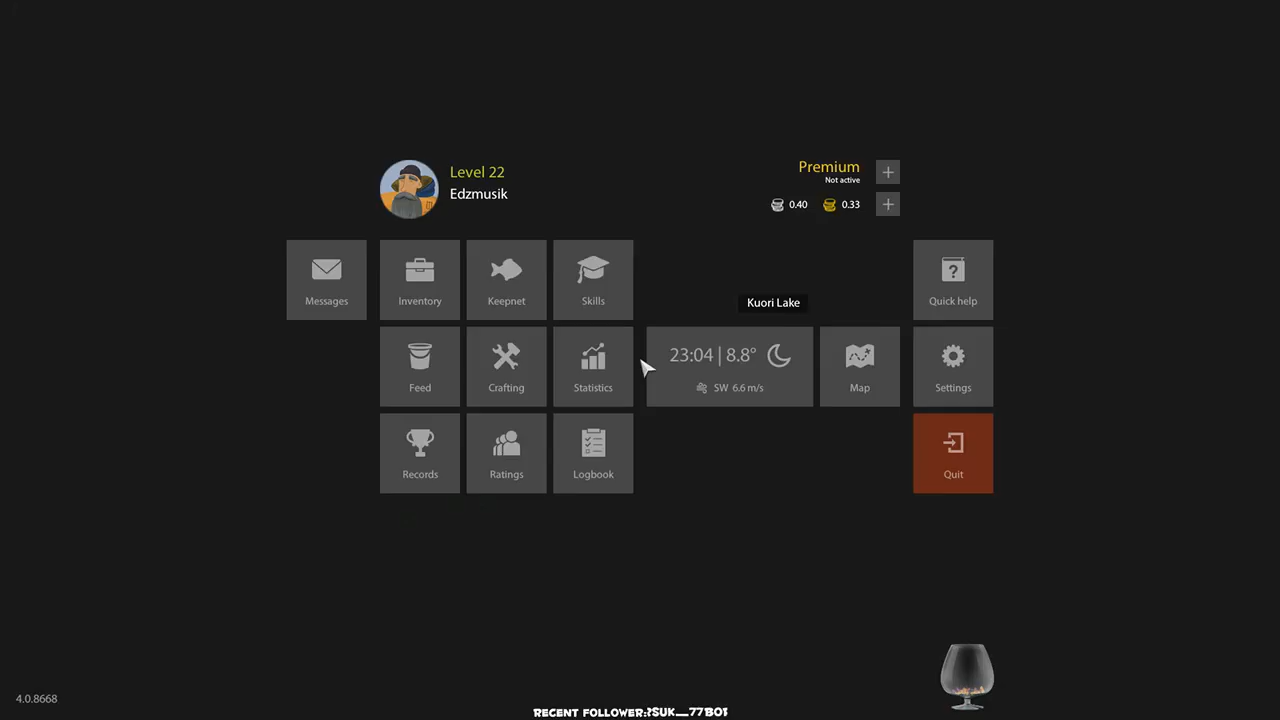 Level 22
Edzmusik
Premium
Not active
0.40
0.33
Messages
Inventory
Keepnet
Skills
Kuori Lake
Quick help
Feed
Crafting
Statistics
23:04 | 8.8°
SW 6.6 m/s
Map
Settings
Records
Ratings
Logbook
Quit
4.0.8668
RECENT FOLLOWER: